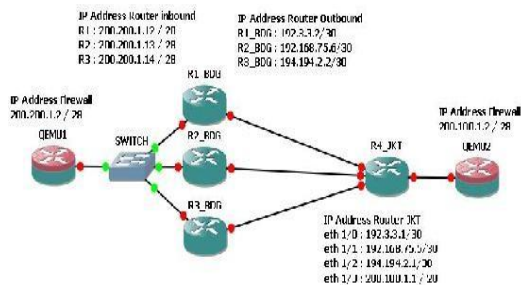 IP Address Router inbound
R1 : 200.200.1.12 / 28
R2 : 200.200.1.13 / 28
R3 : 200.200.1.14 / 28
IP Address Router Outbound
R1_BDG : 192.3.3.2/30
R2_BDG : 192.168.75.6/30
R3_BDG : 194.194.2.2/30
R1_BDG
IP Address Firewall
200.200.1.2 / 28
QEMU1
SWITCH
R2_BDG
R4_JKT
IP Address Firewall
200.100.1.2 / 28
QEMU2
R3_BDG
IP Address Router JKT
eth 1/0 : 192.3.3.1/30
eth 1/1 : 192.168.75.5/30
eth 1/2 : 194.194.2.1/30
eth 1/3 : 200.100.1.1 / 28